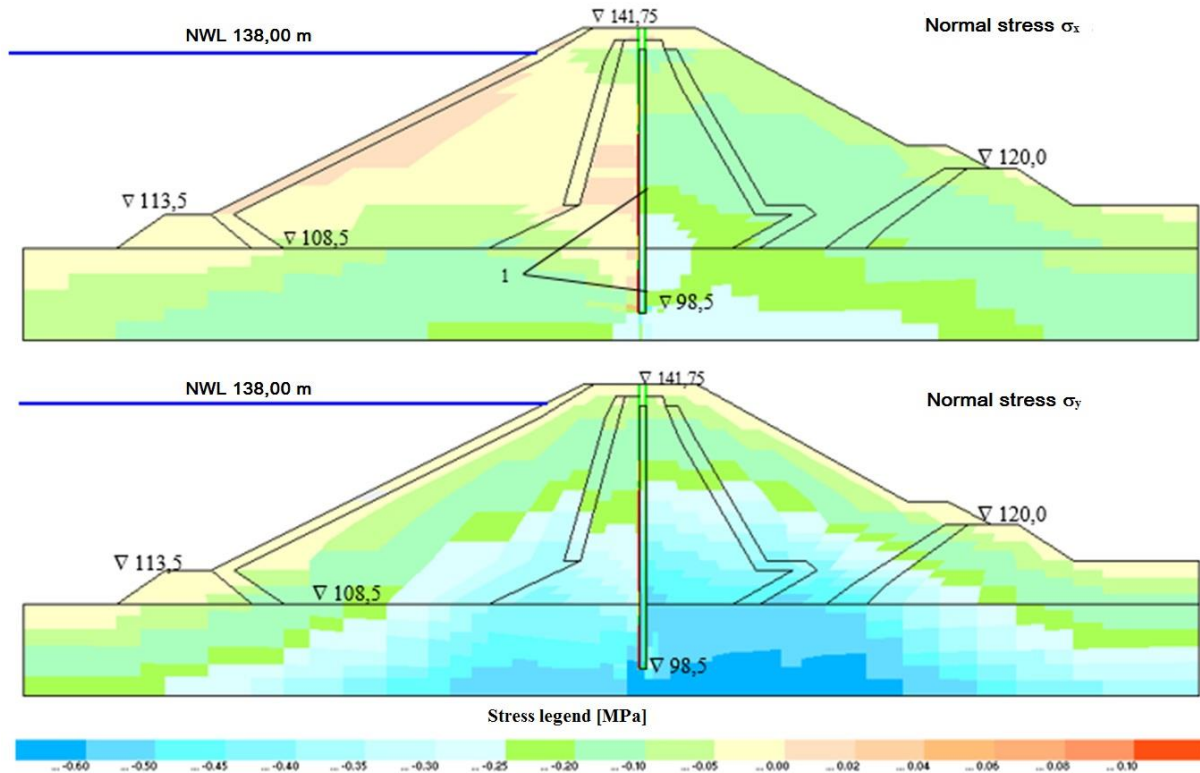 ∇ 141,75
Normal stress σx
NWL 138,00 m
∇ 120,0
∇ 113,5
∇ 108,5
1
∇ 98,5
∇ 141,75
NWL 138,00 m
Normal stress σy
∇ 120,0
∇ 113,5
∇ 108,5
∇ 98,5
Stress legend [MPa]
... -0.60 ... -0.50 ... -0.45 ... -0.40 ... -0.35 ... -0.30 ... -0.25 ... -0.20 ... -0.10 ... -0.05 ... 0.00 ... 0.02 ... 0.04 ... 0.06 ... 0.08 ... 0.10